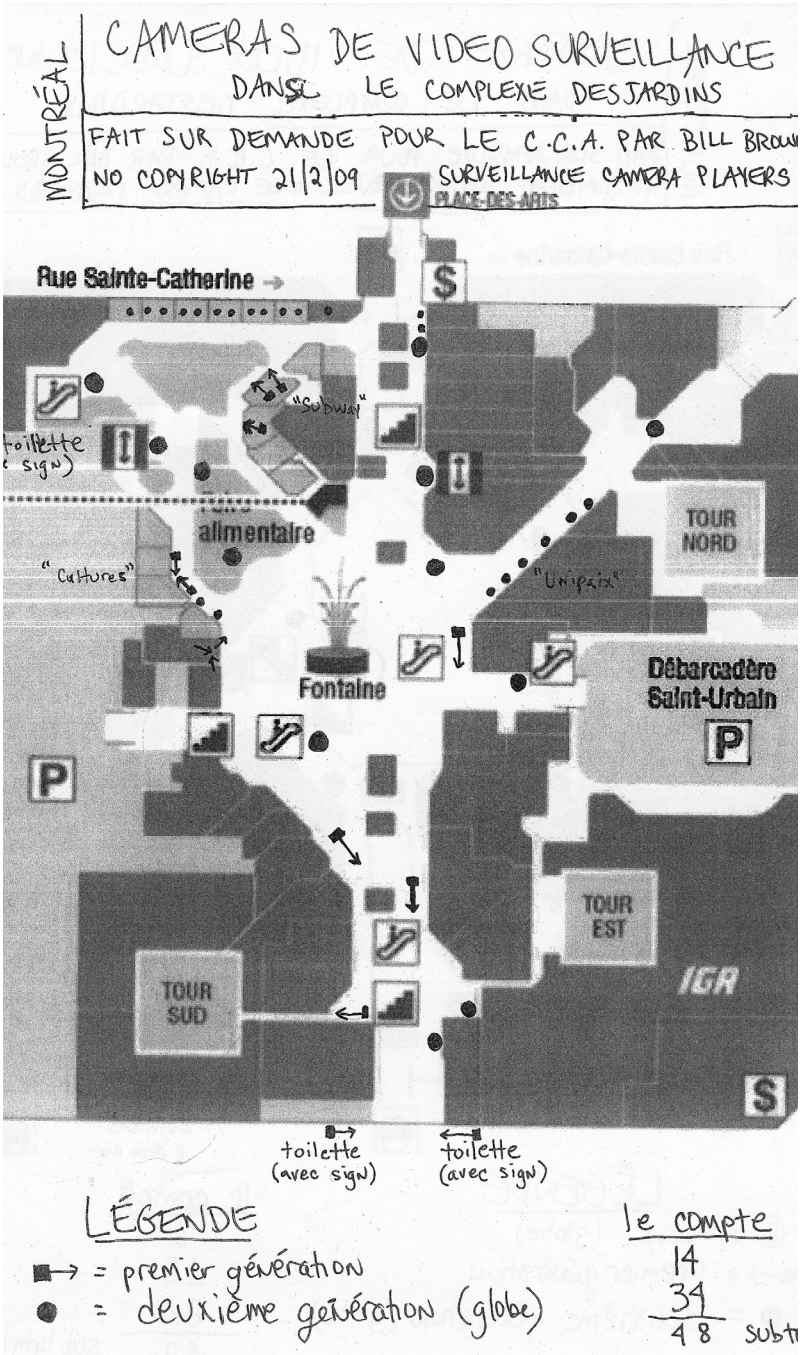 MONTRÉAL
CAMERAS DE VIDEO SURVEILLANCE
DANS LE COMPLEXE DESJARDINS
FAIT SUR DEMANDE POUR LE C.C.A. PAR BILL BROWN
NO COPYRIGHT 21/2/09 SURVEILLANCE CAMERA PLAYERS
PLACE-DES-ARTS
Rue Sainte-Catherine →
$
"Subway"
toilette
sign)
Foire
alimentaire
TOUR
NORD
"Cultures"
"Uniprix"
Fontaine
Débarcadère
Saint-Urbain
P
P
TOUR
EST
TOUR
SUD
IGA
$
toilette
(avec sign)
toilette
(avec sign)
LÉGENDE
= premier génération
= deuxième genération (globe)
le compte
14
34
48